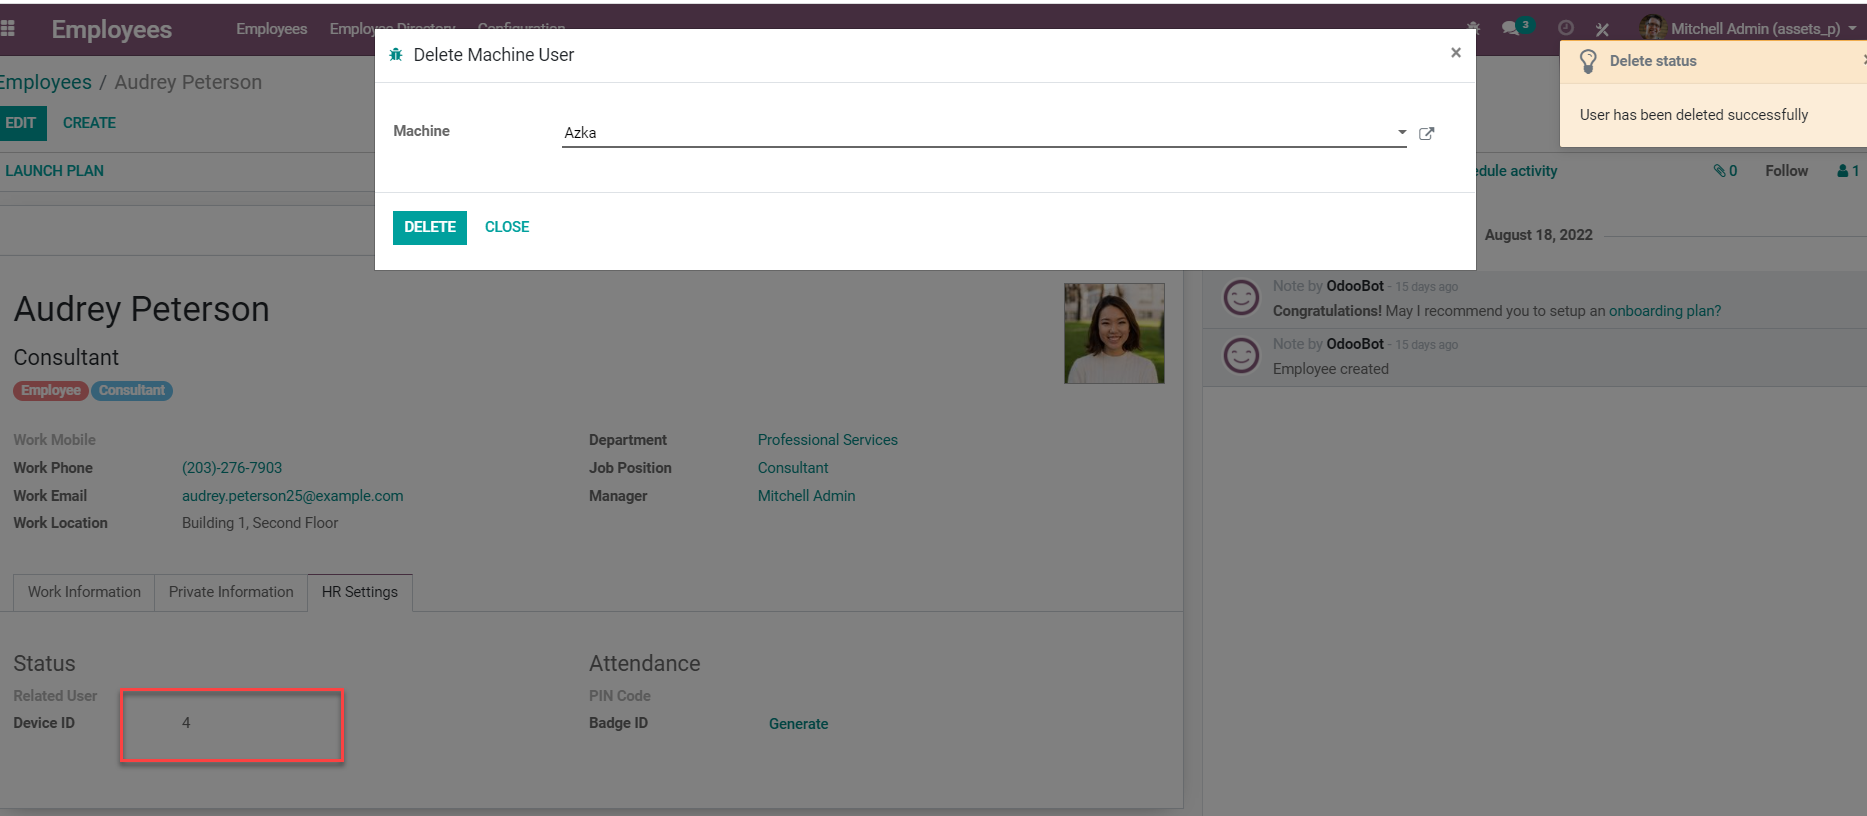 Employees
Employees
Employee Directory
Configuration
3
Mitchell Admin (assets_p)
Delete Machine User
×
Delete status
User has been deleted successfully
Employees / Audrey Peterson
EDIT
CREATE
Machine
Azka
LAUNCH PLAN
edule activity
0
Follow
1
DELETE
CLOSE
August 18, 2022
Audrey Peterson
Consultant
Employee
Consultant
Note by OdooBot - 15 days ago
Congratulations! May I recommend you to setup an onboarding plan?
Note by OdooBot - 15 days ago
Employee created
Work Mobile
Work Phone
(203)-276-7903
Work Email
audrey.peterson25@example.com
Work Location
Building 1, Second Floor
Department
Professional Services
Job Position
Consultant
Manager
Mitchell Admin
Work Information
Private Information
HR Settings
Status
Related User
Device ID
4
Attendance
PIN Code
Badge ID
Generate